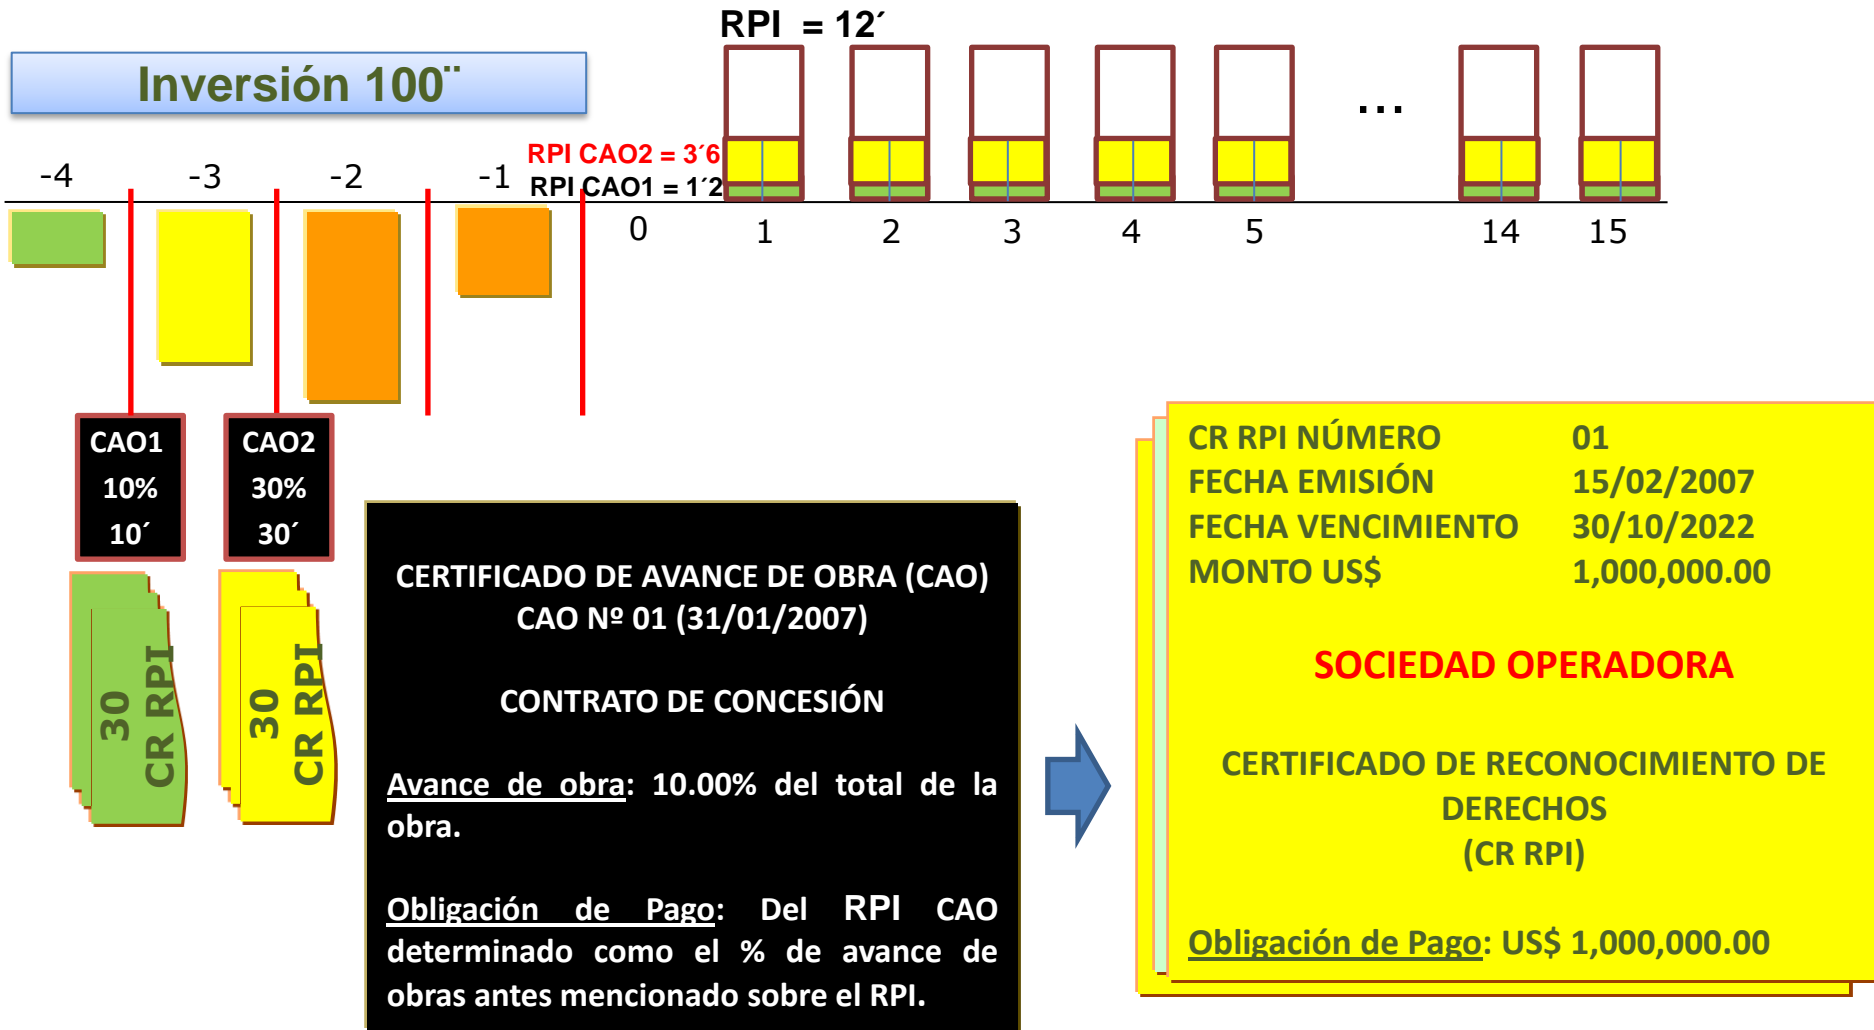 RPI = 12´
Inversión 100¨
...
-4 -3 -2 -1
RPI CAO2 = 3´6
RPI CAO1 = 1´2
0 1 2 3 4 5 14 15
CAO1
10%
10´
CAO2
30%
30´
30
CR RPI
30
CR RPI
CERTIFICADO DE AVANCE DE OBRA (CAO)
CAO Nº 01 (31/01/2007)
CONTRATO DE CONCESIÓN
Avance de obra: 10.00% del total de la
obra.
Obligación de Pago: Del RPI CAO
determinado como el % de avance de
obras antes mencionado sobre el RPI.
CR RPI NÚMERO 01
FECHA EMISIÓN 15/02/2007
FECHA VENCIMIENTO 30/10/2022
MONTO US$ 1,000,000.00
SOCIEDAD OPERADORA
CERTIFICADO DE RECONOCIMIENTO DE
DERECHOS
(CR RPI)
Obligación de Pago: US$ 1,000,000.00